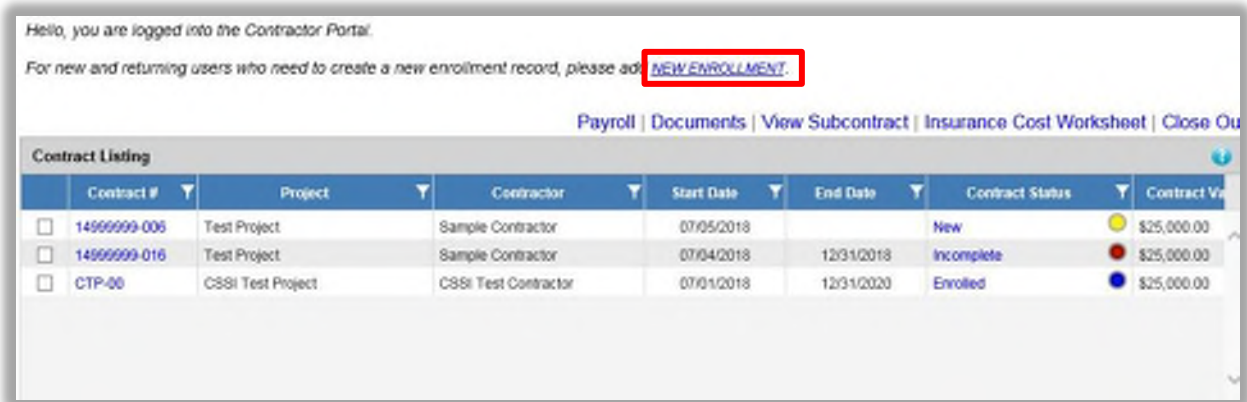 Hello, you are logged into the Contractor Portal.
For new and returning users who need to create a new enrollment record, please add NEW ENROLLMENT.
Payroll | Documents | View Subcontract | Insurance Cost Worksheet | Close Ou
Contract Listing
Contract # Project Contractor Start Date End Date Contract Status Contract Va
14999999-006 Test Project Sample Contractor 07/05/2018 New $25,000.00
14999999-016 Test Project Sample Contractor 07/04/2018 12/31/2018 Incomplete $25,000.00
CTP-00 CSSI Test Project CSSI Test Contractor 07/01/2018 12/31/2020 Enrolled $25,000.00